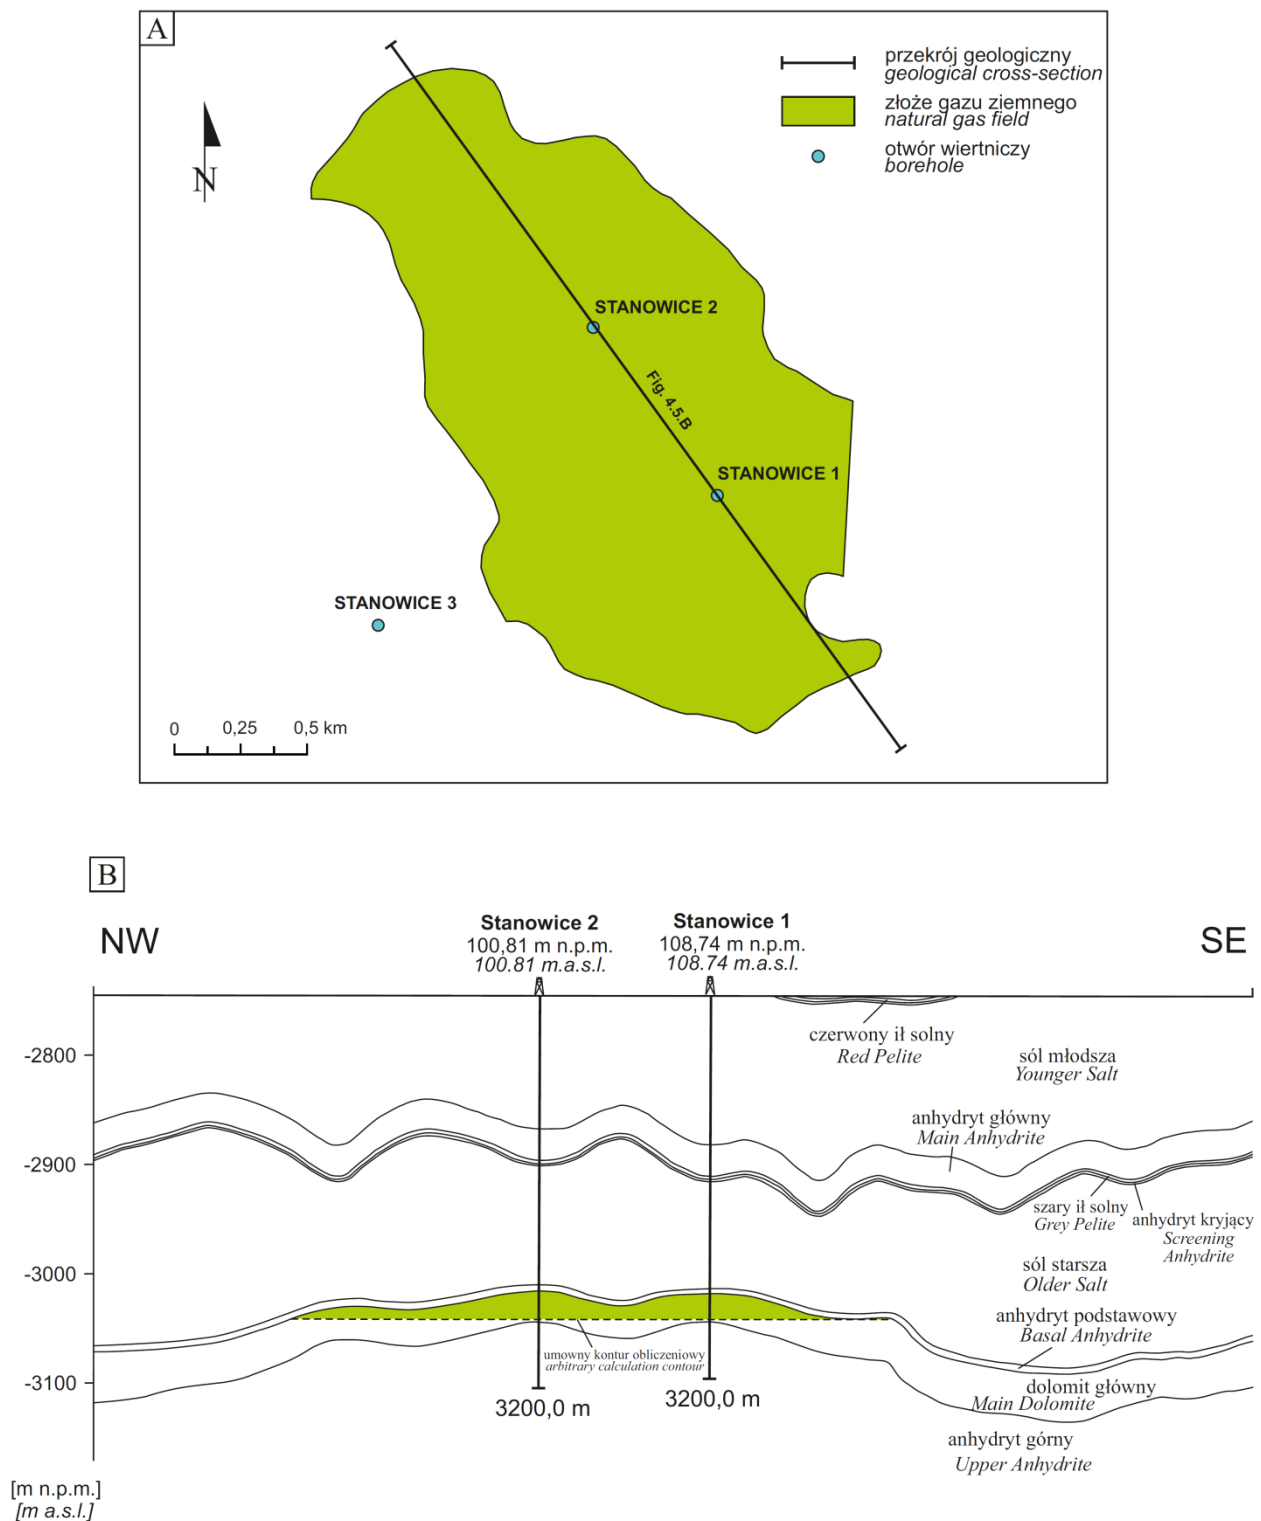 A
przekrój geologiczny
geological cross-section
złoże gazu ziemnego
natural gas field
otwór wiertniczy
borehole
N
STANOWICE 2
Fig. 4.5.B
STANOWICE 1
STANOWICE 3
0 0,25 0,5 km
B
NW
Stanowice 2
100,81 m n.p.m.
100.81 m.a.s.l.
Stanowice 1
108,74 m n.p.m.
108.74 m.a.s.l.
SE
czerwony ił solny
Red Pelite
-2800
sól młodsza
Younger Salt
anhydryt główny
Main Anhydrite
-2900
szary ił solny
Grey Pelite
anhydryt kryjący
Screening
Anhydrite
-3000
sól starsza
Older Salt
anhydryt podstawowy
Basal Anhydrite
umowny kontur obliczeniowy
arbitrary calculation contour
-3100
dolomit główny
Main Dolomite
3200,0 m
3200,0 m
anhydryt górny
Upper Anhydrite
[m n.p.m.]
[m a.s.l.]